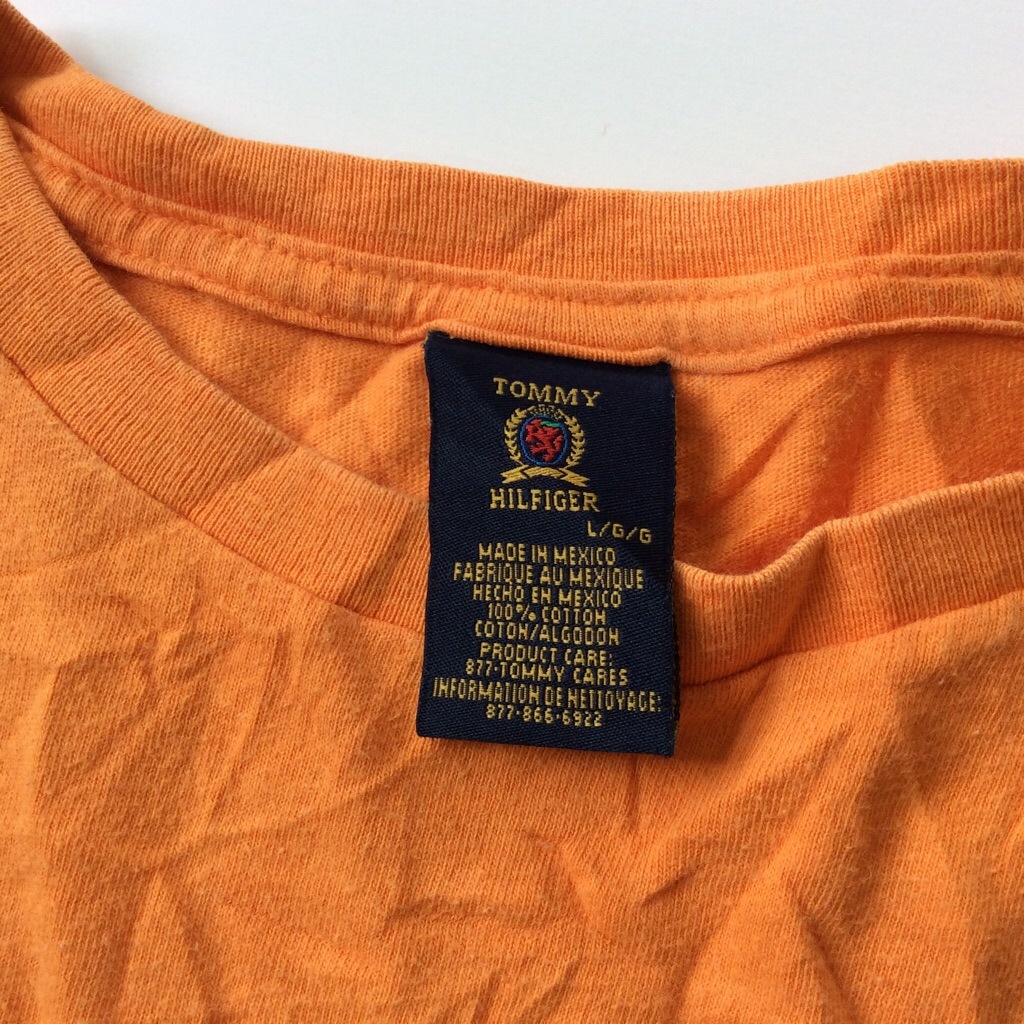 TOMMY
HILFIGER
L/G/G
MADE IN MEXICO
FABRIQUE AU MEXIQUE
HECHO EN MEXICO
100% COTTON
COTON/ALGODON
PRODUCT CARE:
877-TOMMY CARES
INFORMATION DE NETTOYAGE:
877-866-6922